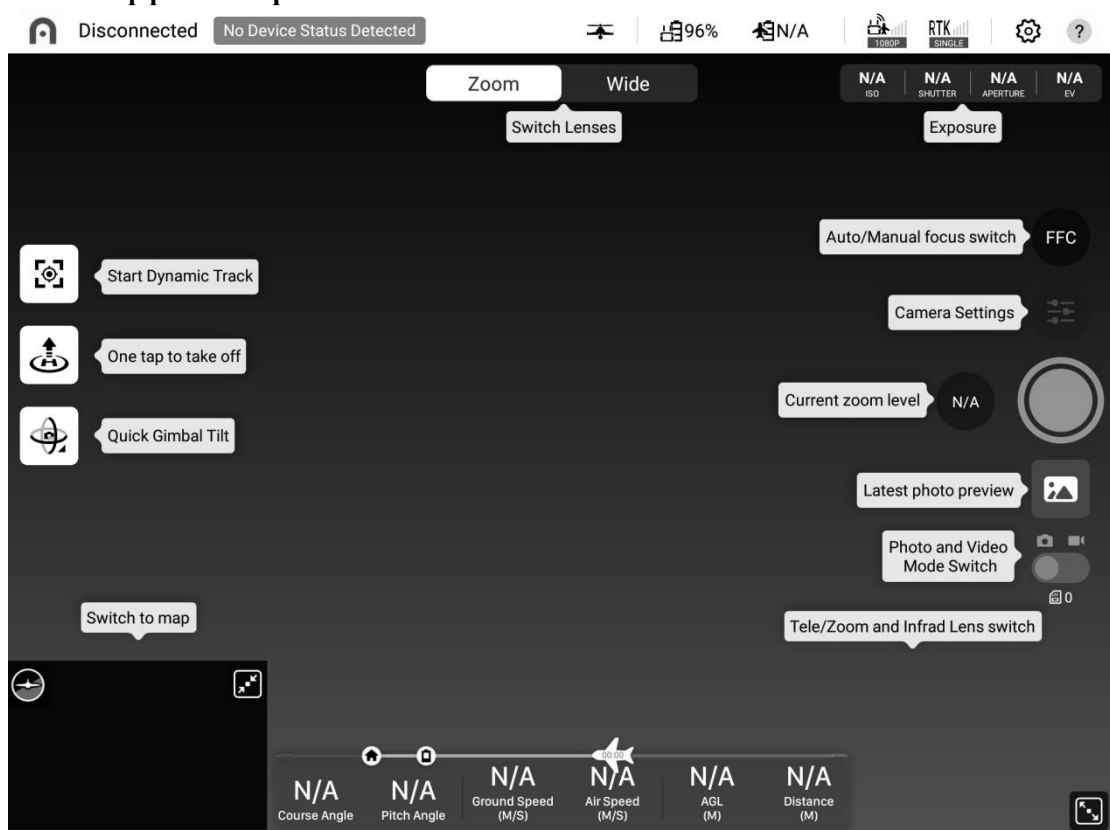 Disconnected
No Device Status Detected
96%
N/A
1080P
RTK
SINGLE
?
Zoom
Wide
N/A
ISO
N/A
SHUTTER
N/A
APERTURE
N/A
EV
Switch Lenses
Exposure
Auto/Manual focus switch
FFC
Start Dynamic Track
Camera Settings
One tap to take off
Current zoom level
N/A
Quick Gimbal Tilt
Latest photo preview
Photo and Video
Mode Switch
0
Switch to map
Tele/Zoom and Infrad Lens switch
00:00
N/A
Course Angle
N/A
Pitch Angle
N/A
Ground Speed
(M/S)
N/A
Air Speed
(M/S)
N/A
AGL
(M)
N/A
Distance
(M)